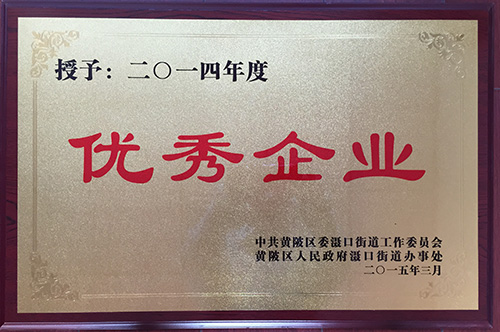 授予：二〇一四年度
优秀企业
中共黄陂区委滠口街道工作委员会
黄陂区人民政府滠口街道办事处
二〇一五年三月